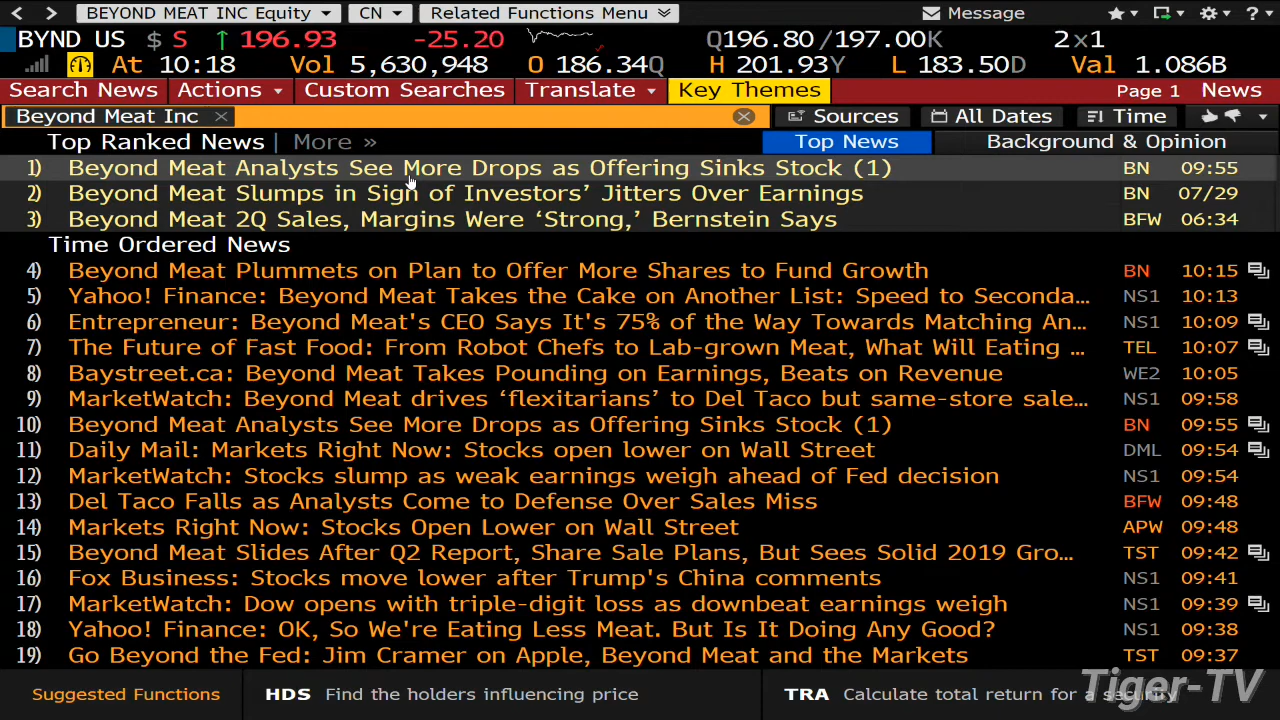 BEYOND MEAT INC Equity CN Related Functions Menu Message ?
BYND US $ S ↑ 196.93 -25.20 Q196.80/197.00K 2×1
At 10:18 Vol 5,630,948 O 186.34Q H 201.93Y L 183.50D Val 1.086B
Search News Actions Custom Searches Translate Key Themes Page 1 News
Beyond Meat Inc Sources All Dates Time
Top Ranked News | More » Top News Background & Opinion
1) Beyond Meat Analysts See More Drops as Offering Sinks Stock (1) BN 09:55
2) Beyond Meat Slumps in Sign of Investors’ Jitters Over Earnings BN 07/29
3) Beyond Meat 2Q Sales, Margins Were ‘Strong,’ Bernstein Says BFW 06:34
Time Ordered News
4) Beyond Meat Plummets on Plan to Offer More Shares to Fund Growth BN 10:15
5) Yahoo! Finance: Beyond Meat Takes the Cake on Another List: Speed to Seconda... NS1 10:13
6) Entrepreneur: Beyond Meat's CEO Says It's 75% of the Way Towards Matching An... NS1 10:09
7) The Future of Fast Food: From Robot Chefs to Lab-grown Meat, What Will Eating ... TEL 10:07
8) Baystreet.ca: Beyond Meat Takes Pounding on Earnings, Beats on Revenue WE2 10:05
9) MarketWatch: Beyond Meat drives ‘flexitarians’ to Del Taco but same-store sale... NS1 09:58
10) Beyond Meat Analysts See More Drops as Offering Sinks Stock (1) BN 09:55
11) Daily Mail: Markets Right Now: Stocks open lower on Wall Street DML 09:54
12) MarketWatch: Stocks slump as weak earnings weigh ahead of Fed decision NS1 09:54
13) Del Taco Falls as Analysts Come to Defense Over Sales Miss BFW 09:48
14) Markets Right Now: Stocks Open Lower on Wall Street APW 09:48
15) Beyond Meat Slides After Q2 Report, Share Sale Plans, But Sees Solid 2019 Gro... TST 09:42
16) Fox Business: Stocks move lower after Trump's China comments NS1 09:41
17) MarketWatch: Dow opens with triple-digit loss as downbeat earnings weigh NS1 09:39
18) Yahoo! Finance: OK, So We're Eating Less Meat. But Is It Doing Any Good? NS1 09:38
19) Go Beyond the Fed: Jim Cramer on Apple, Beyond Meat and the Markets TST 09:37
Suggested Functions HDS Find the holders influencing price TRA Calculate total return for a security
Tiger-TV